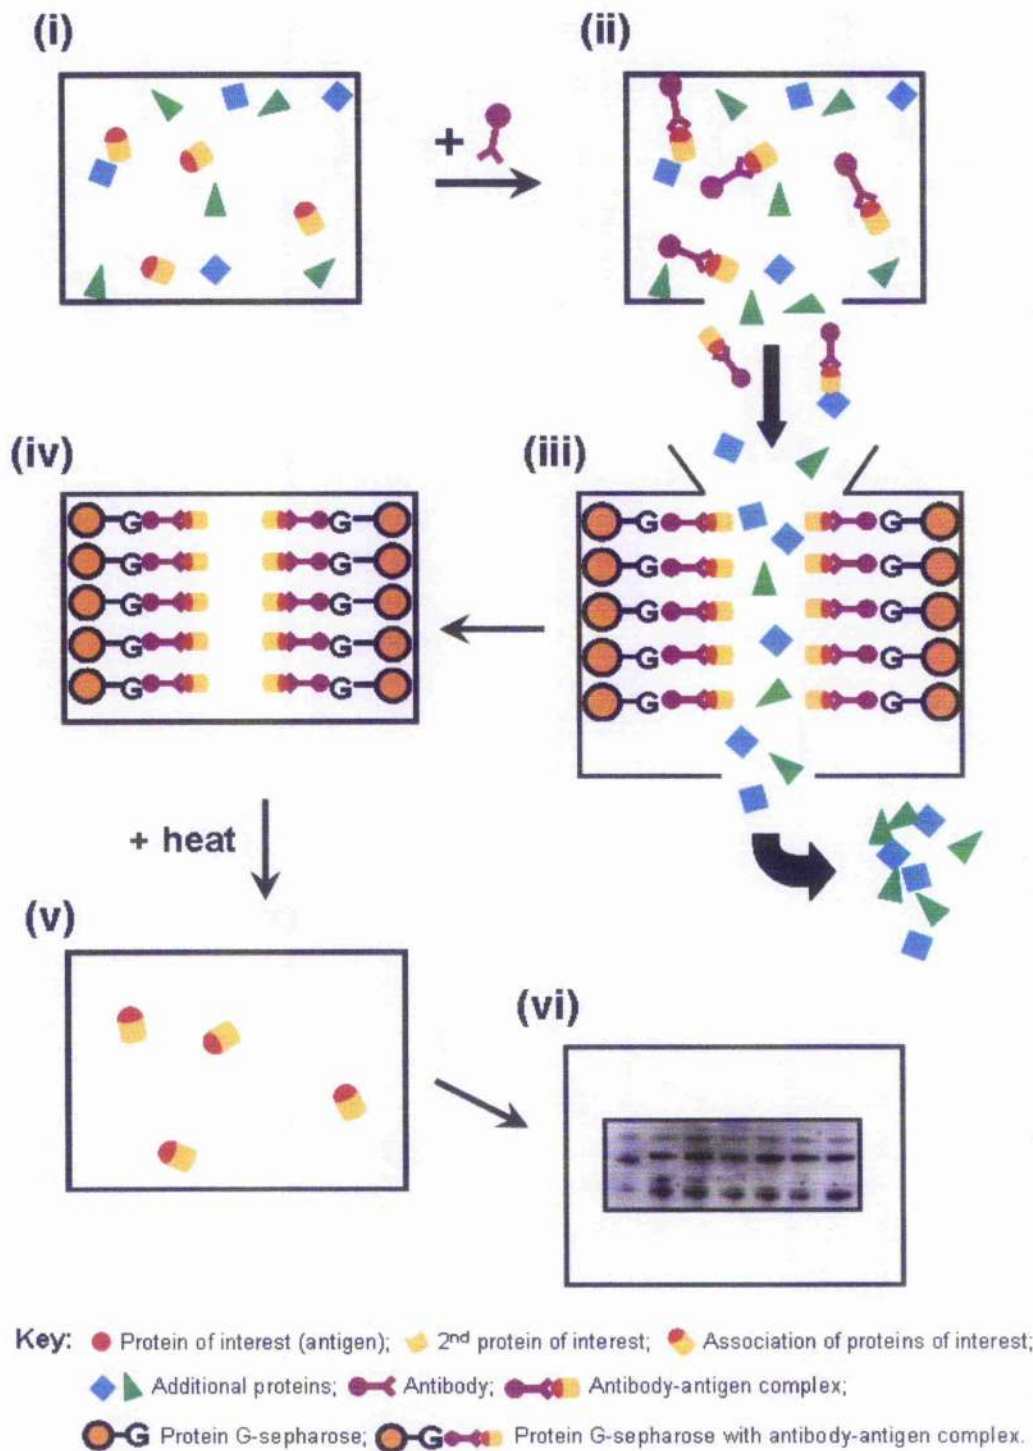 (i)
(ii)
+
(iv)
(iii)
G G G G
G G G G
G G G G
G G G G
G G G G
+ heat
(v)
(vi)
Key: Protein of interest (antigen); 2nd protein of interest; Association of proteins of interest;
Additional proteins; Antibody; Antibody-antigen complex;
G Protein G-sepharose; G Protein G-sepharose with antibody-antigen complex.